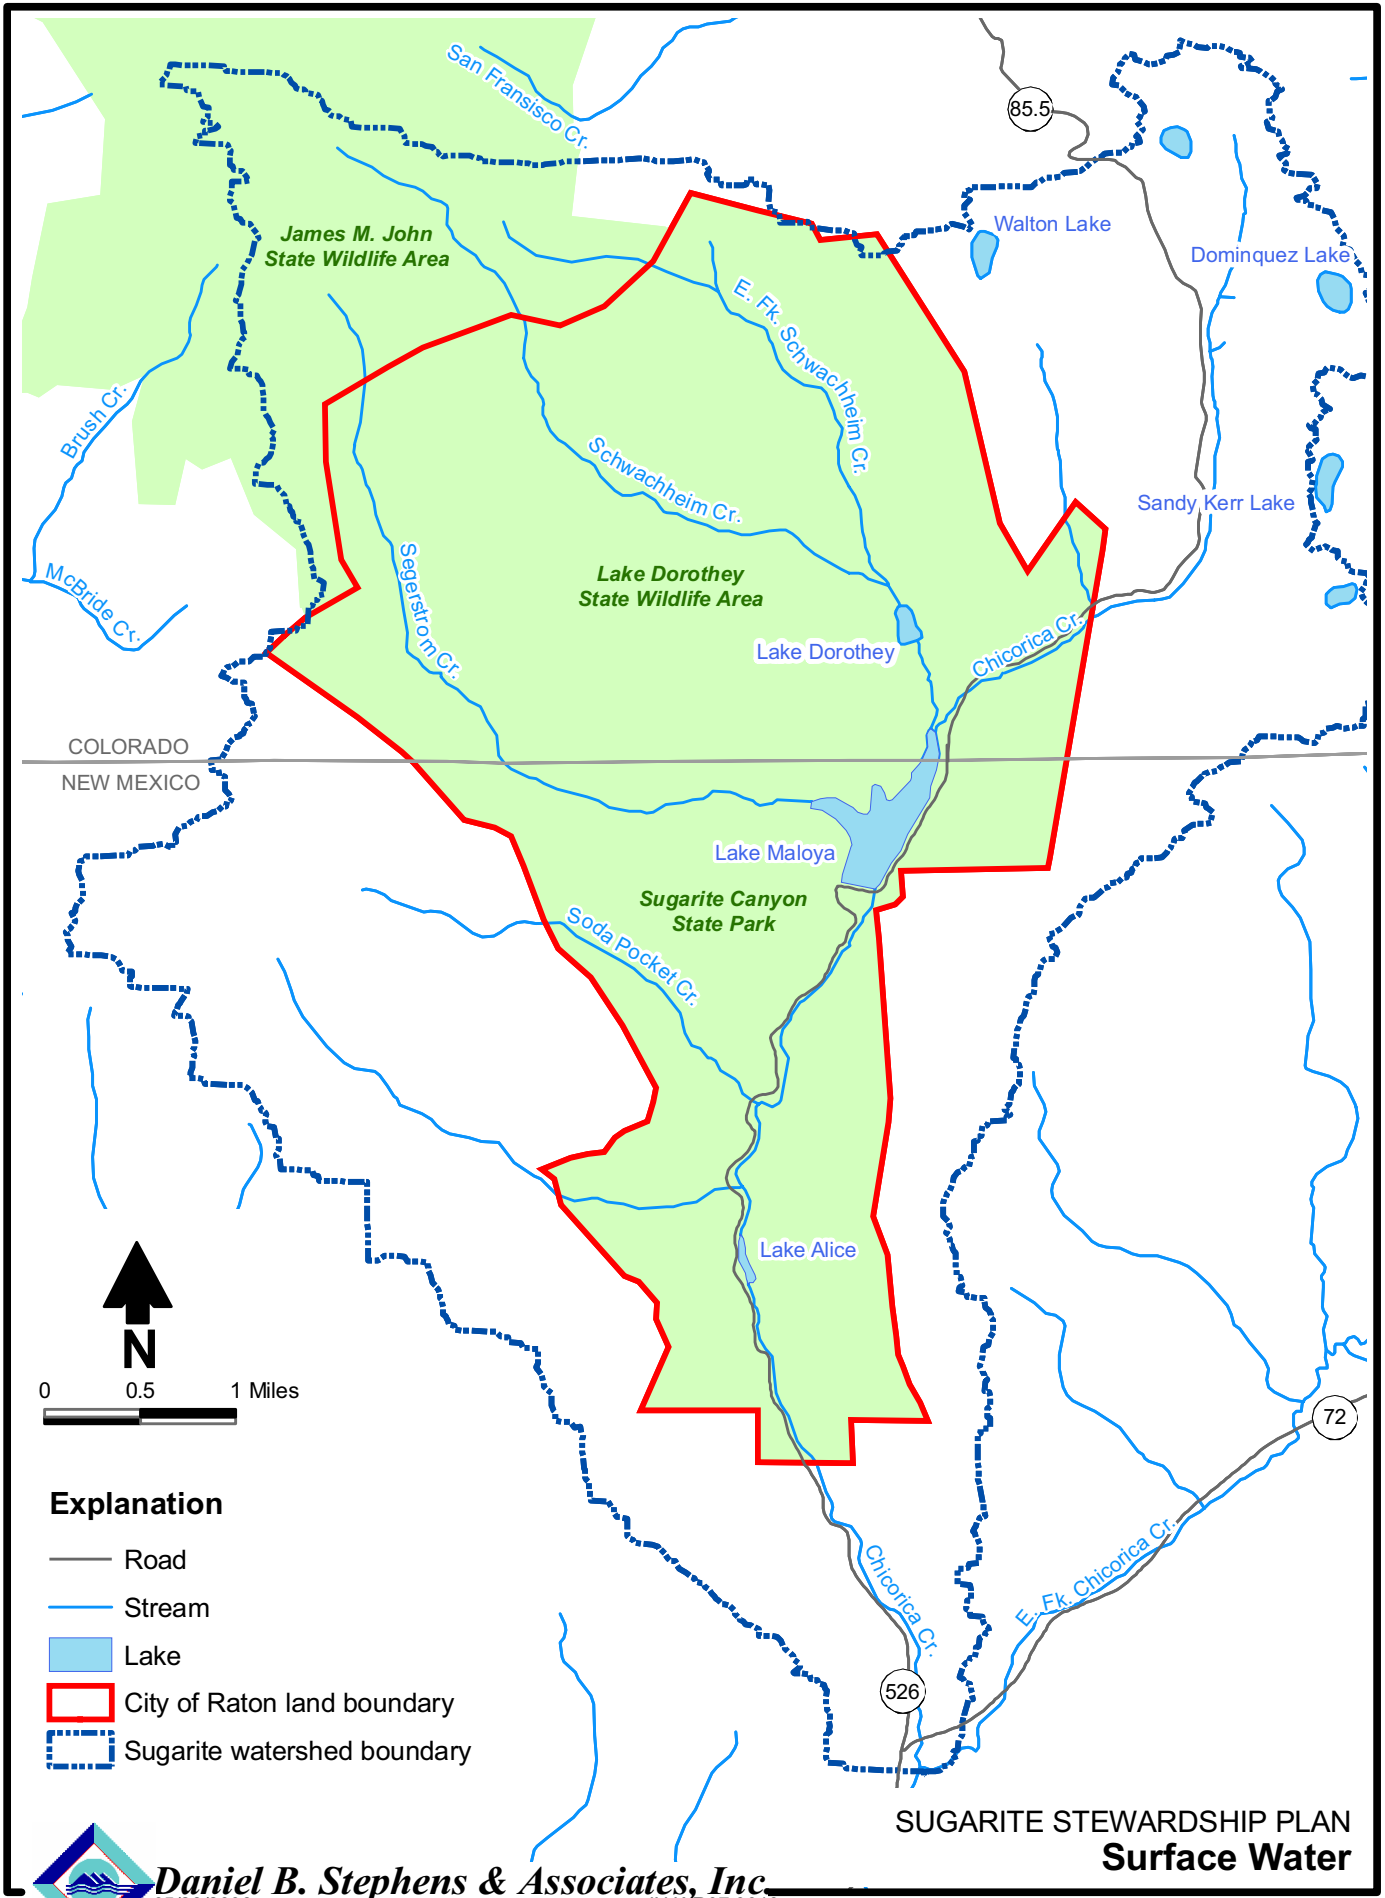 San Fransisco Cr.
85.5
Walton Lake
James M. John
State Wildlife Area
Dominquez Lake
E. Fk. Schwachheim Cr.
Brush Cr.
Schwachheim Cr.
Sandy Kerr Lake
McBride Cr.
Segerstrom Cr.
Lake Dorothey
State Wildlife Area
Lake Dorothey
Chicorica Cr.
COLORADO
NEW MEXICO
Lake Maloya
Sugarite Canyon
State Park
Soda Pocket Cr.
Lake Alice
N
0 0.5 1 Miles
72
Explanation
Road
Stream
Lake
City of Raton land boundary
Sugarite watershed boundary
Chicorica Cr.
E. Fk. Chicorica Cr.
526
SUGARITE STEWARDSHIP PLAN
Surface Water
Daniel B. Stephens & Associates, Inc.